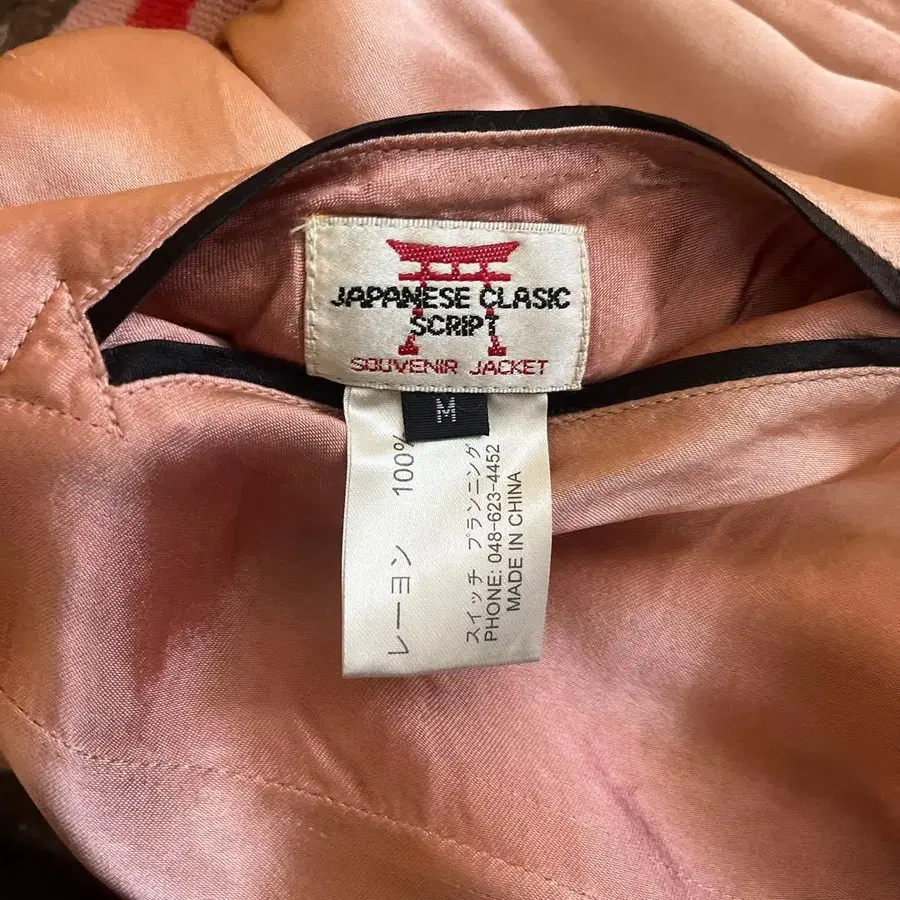 JAPANESE CLASIC
SCRIPT
SOUVENIR JACKET
M
レーヨン 100%
スイッチ プランニング
PHONE: 048-623-4452
MADE IN CHINA